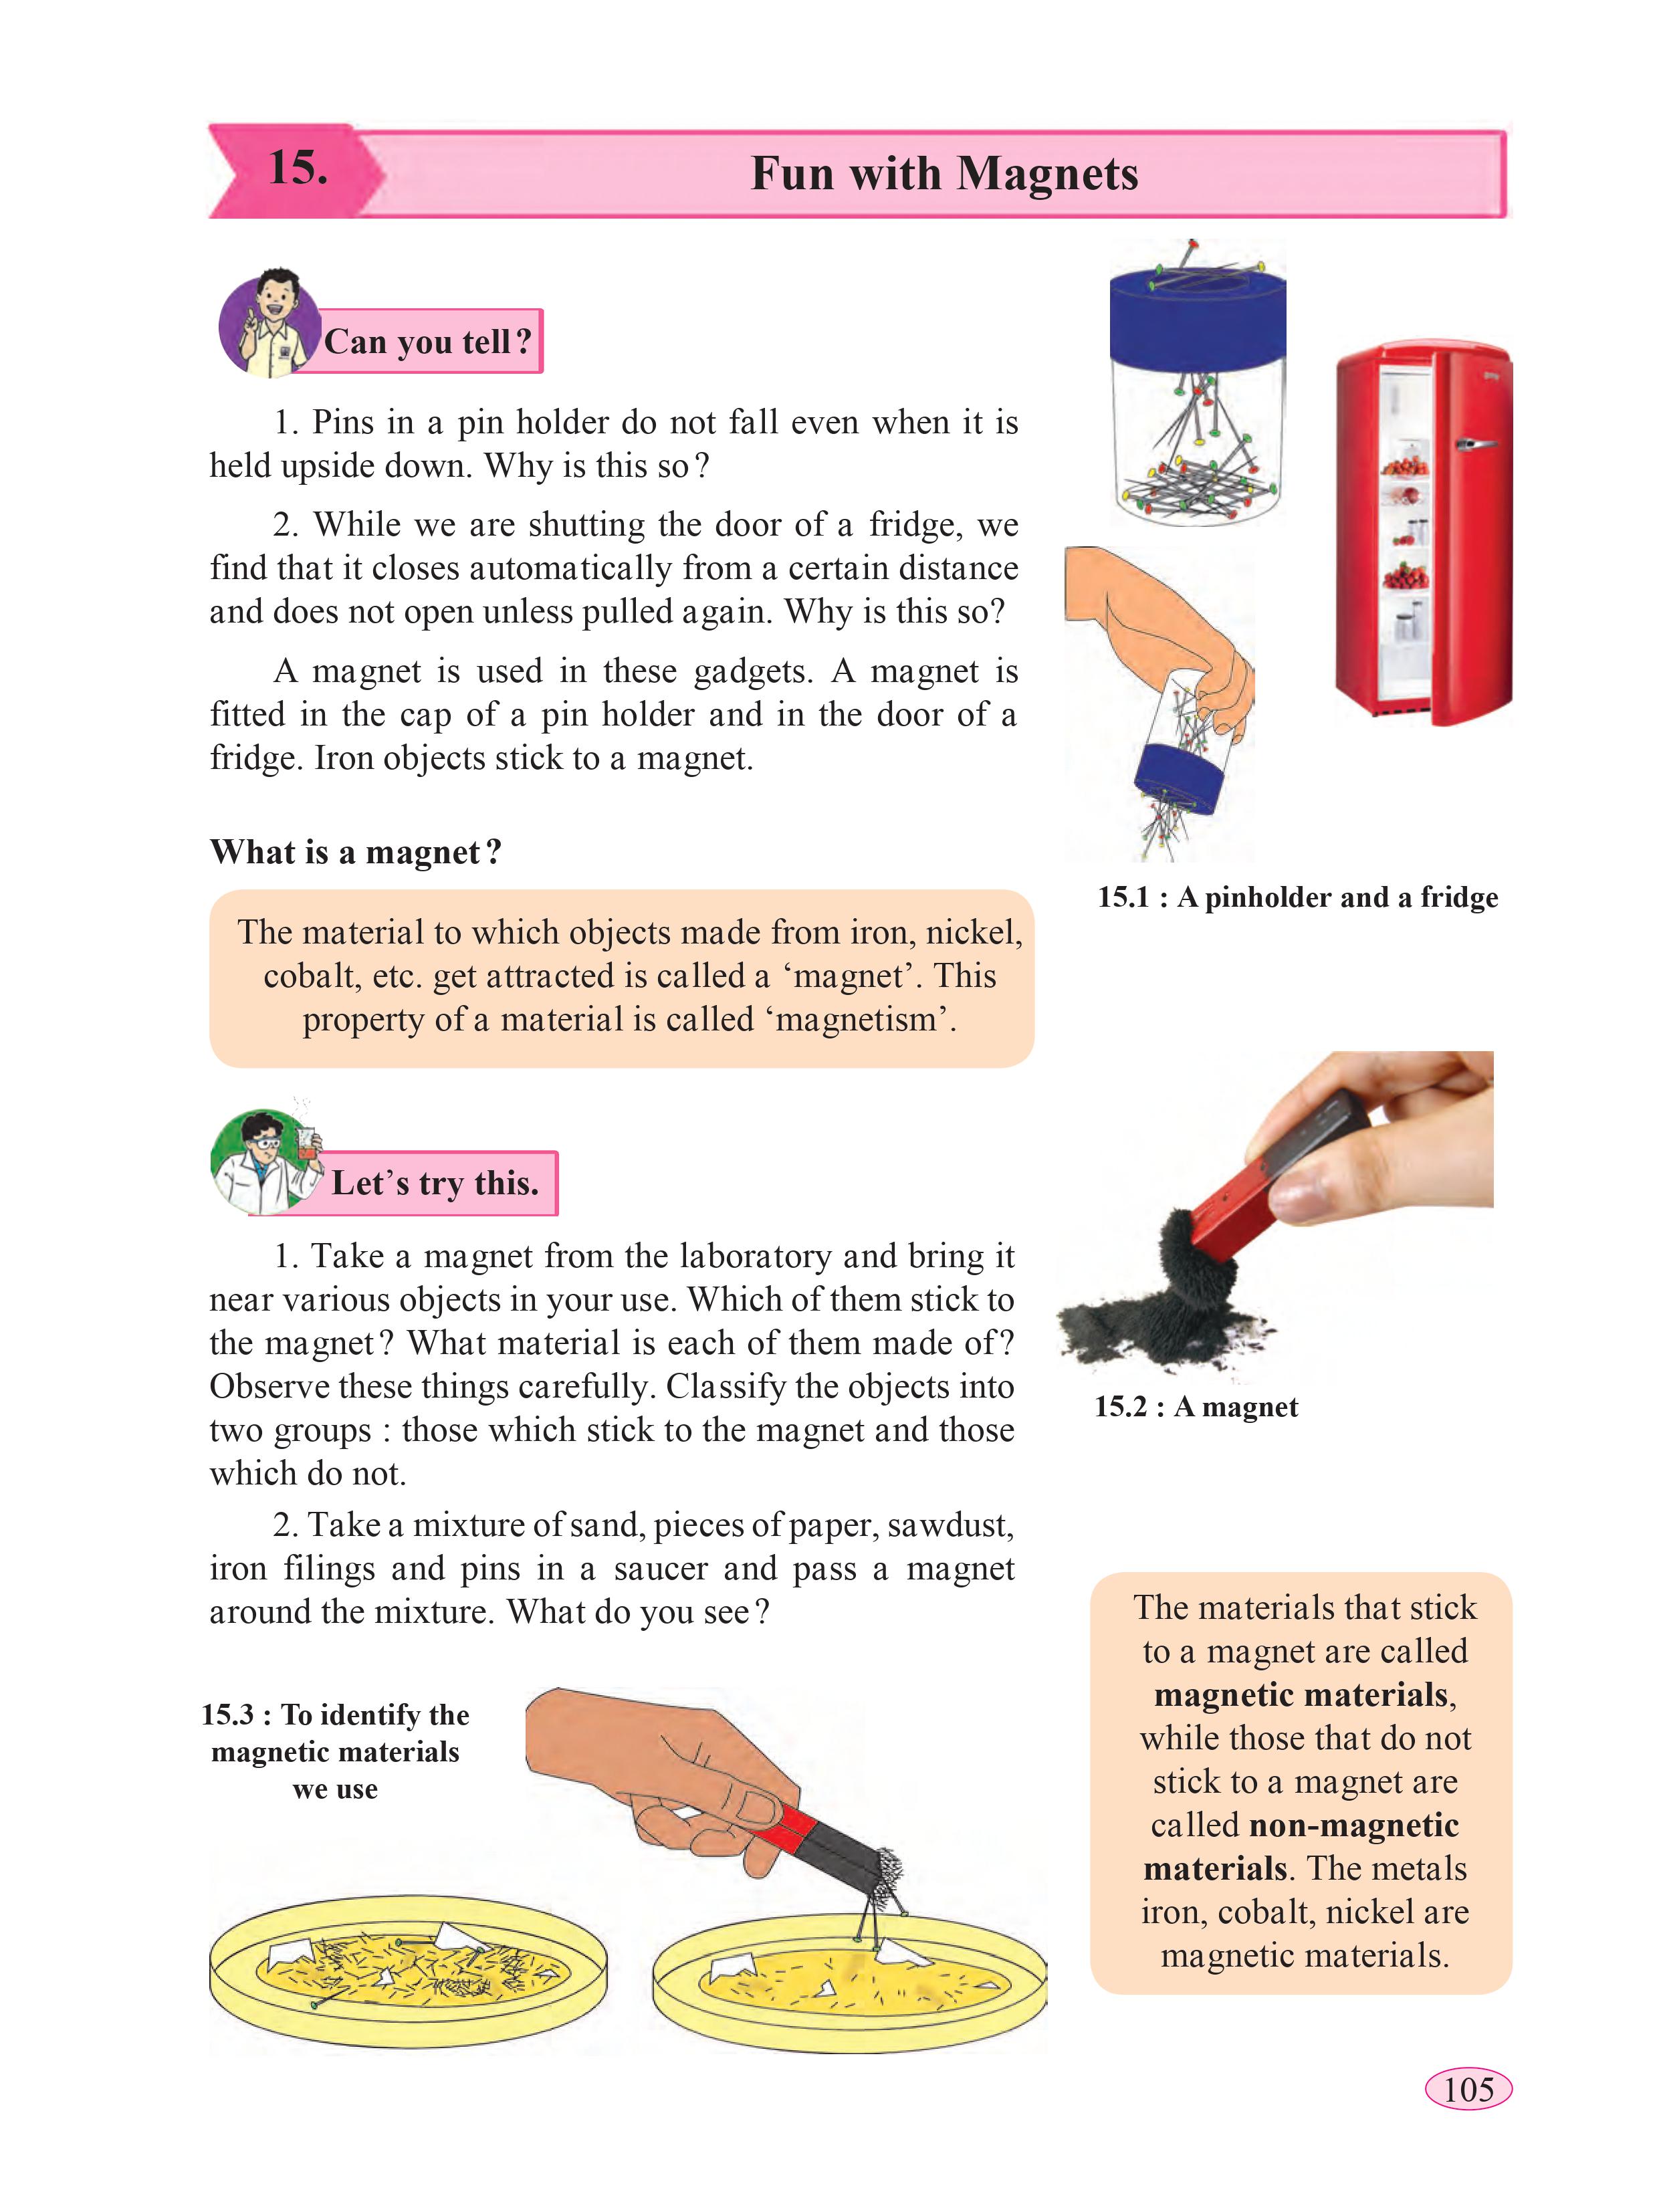 15.
Fun with Magnets
Can you tell?
1. Pins in a pin holder do not fall even when it is
held upside down. Why is this so?
2. While we are shutting the door of a fridge, we
find that it closes automatically from a certain distance
and does not open unless pulled again. Why is this so?
A magnet is used in these gadgets. A magnet is
fitted in the cap of a pin holder and in the door of a
fridge. Iron objects stick to a magnet.
15.1 : A pinholder and a fridge
What is a magnet?
The material to which objects made from iron, nickel,
cobalt, etc. get attracted is called a ‘magnet’. This
property of a material is called ‘magnetism’.
Let’s try this.
1. Take a magnet from the laboratory and bring it
near various objects in your use. Which of them stick to
the magnet? What material is each of them made of?
Observe these things carefully. Classify the objects into
two groups : those which stick to the magnet and those
which do not.
15.2 : A magnet
2. Take a mixture of sand, pieces of paper, sawdust,
iron filings and pins in a saucer and pass a magnet
around the mixture. What do you see?
15.3 : To identify the
magnetic materials
we use
The materials that stick
to a magnet are called
magnetic materials,
while those that do not
stick to a magnet are
called non-magnetic
materials. The metals
iron, cobalt, nickel are
magnetic materials.
105